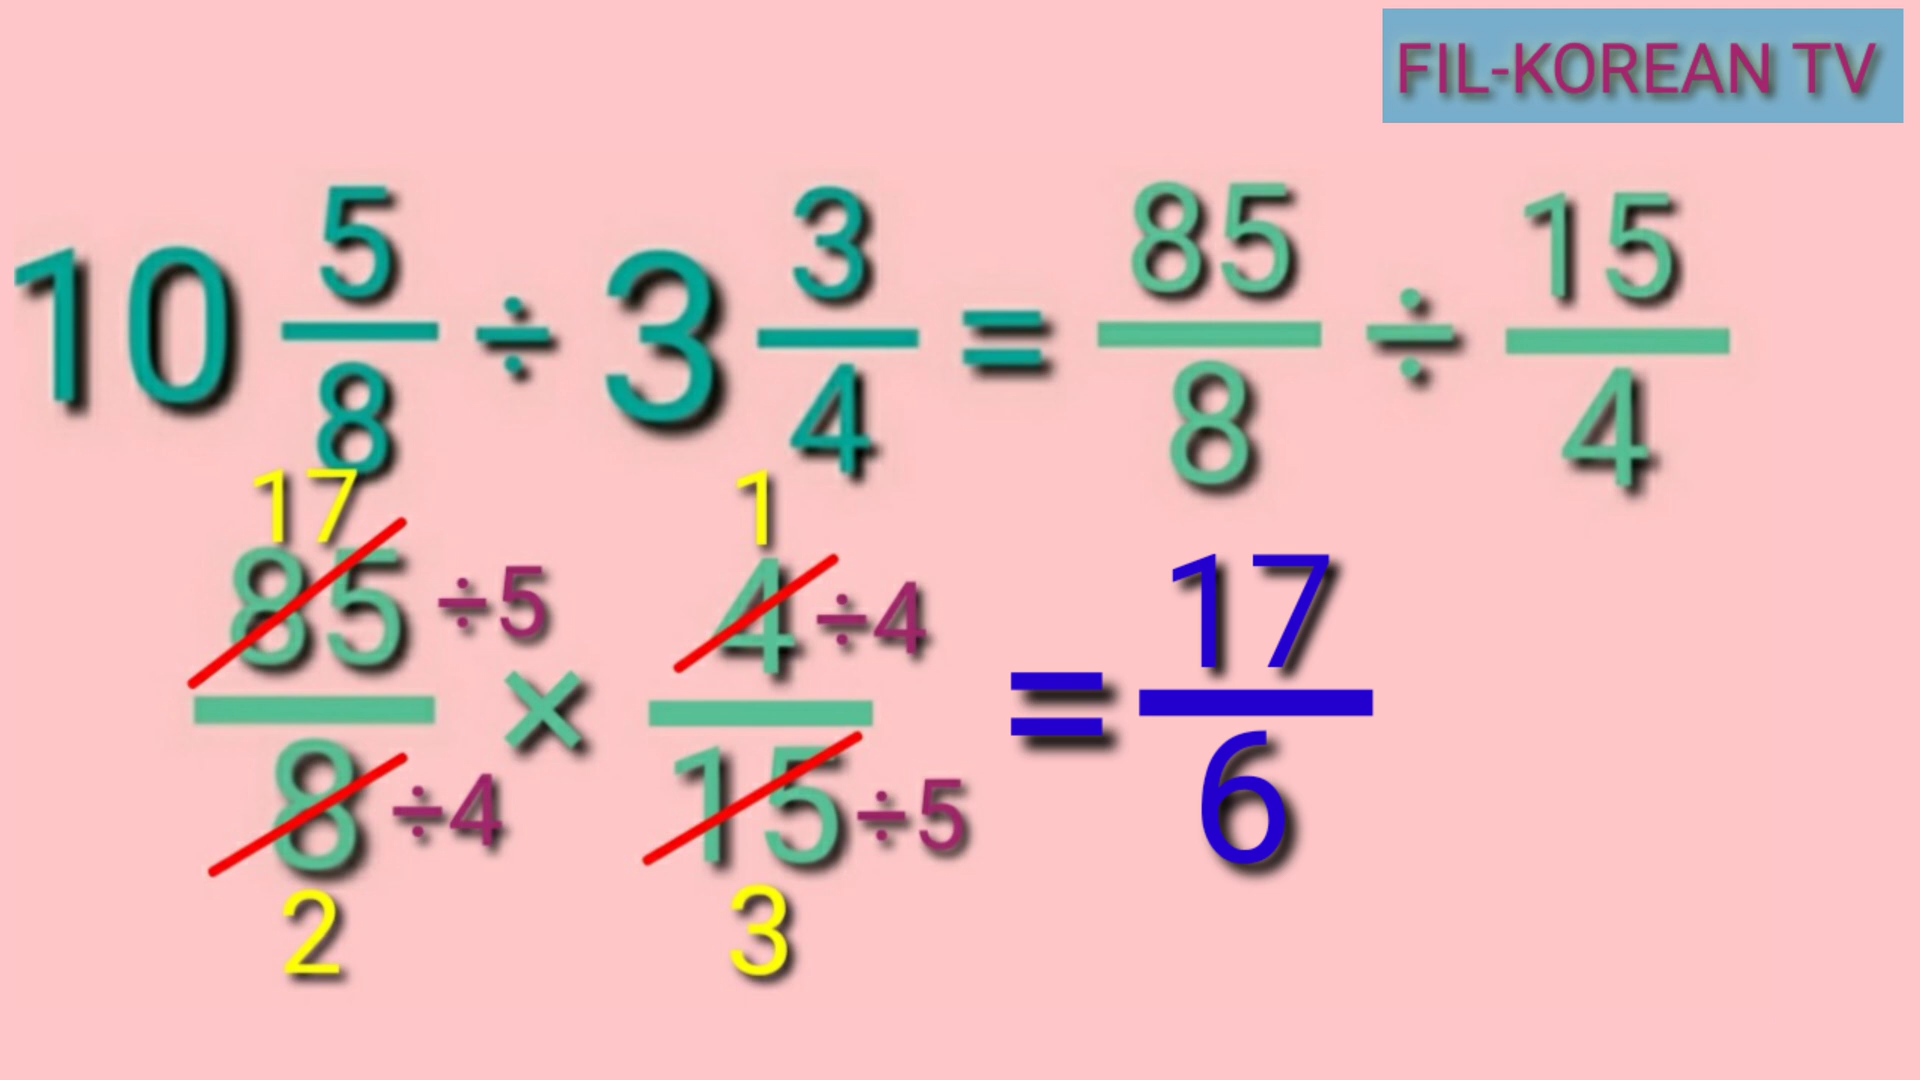 FIL-KOREAN TV
10 5/8 ÷ 3 3/4 = 85/8 ÷ 15/4
17 1
85 ÷5 4 ÷4
× = 17/6
8 ÷4 15 ÷5
2 3